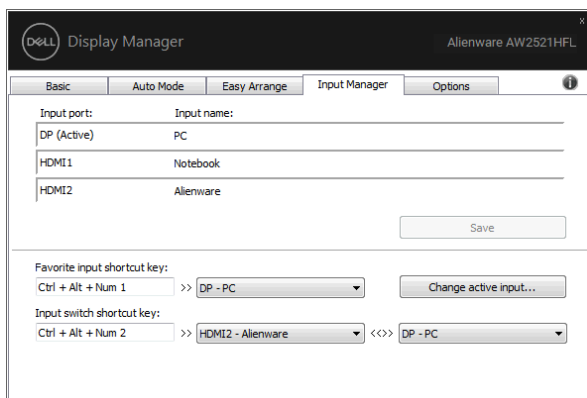 DELL Display Manager Alienware AW2521HFL
x
Basic Auto Mode Easy Arrange Input Manager Options i
Input port: Input name:
DP (Active) PC
HDMI1 Notebook
HDMI2 Alienware
Save
Favorite input shortcut key:
Ctrl + Alt + Num 1 >> DP - PC Change active input...
Input switch shortcut key:
Ctrl + Alt + Num 2 >> HDMI2 - Alienware <<>> DP - PC